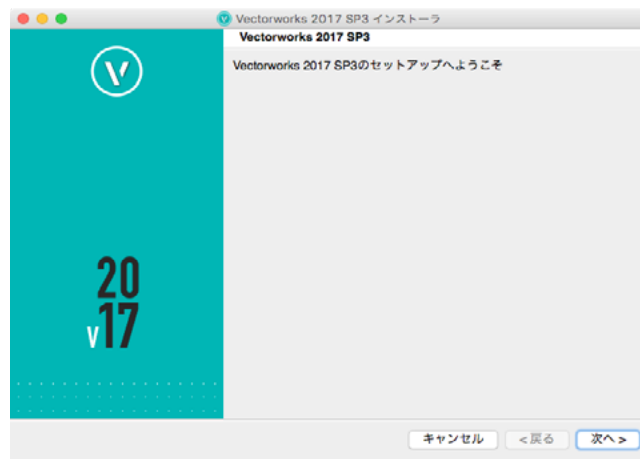 Vectorworks 2017 SP3 インストーラ
Vectorworks 2017 SP3
Vectorworks 2017 SP3のセットアップへようこそ
20
v17
キャンセル
<戻る
次へ>